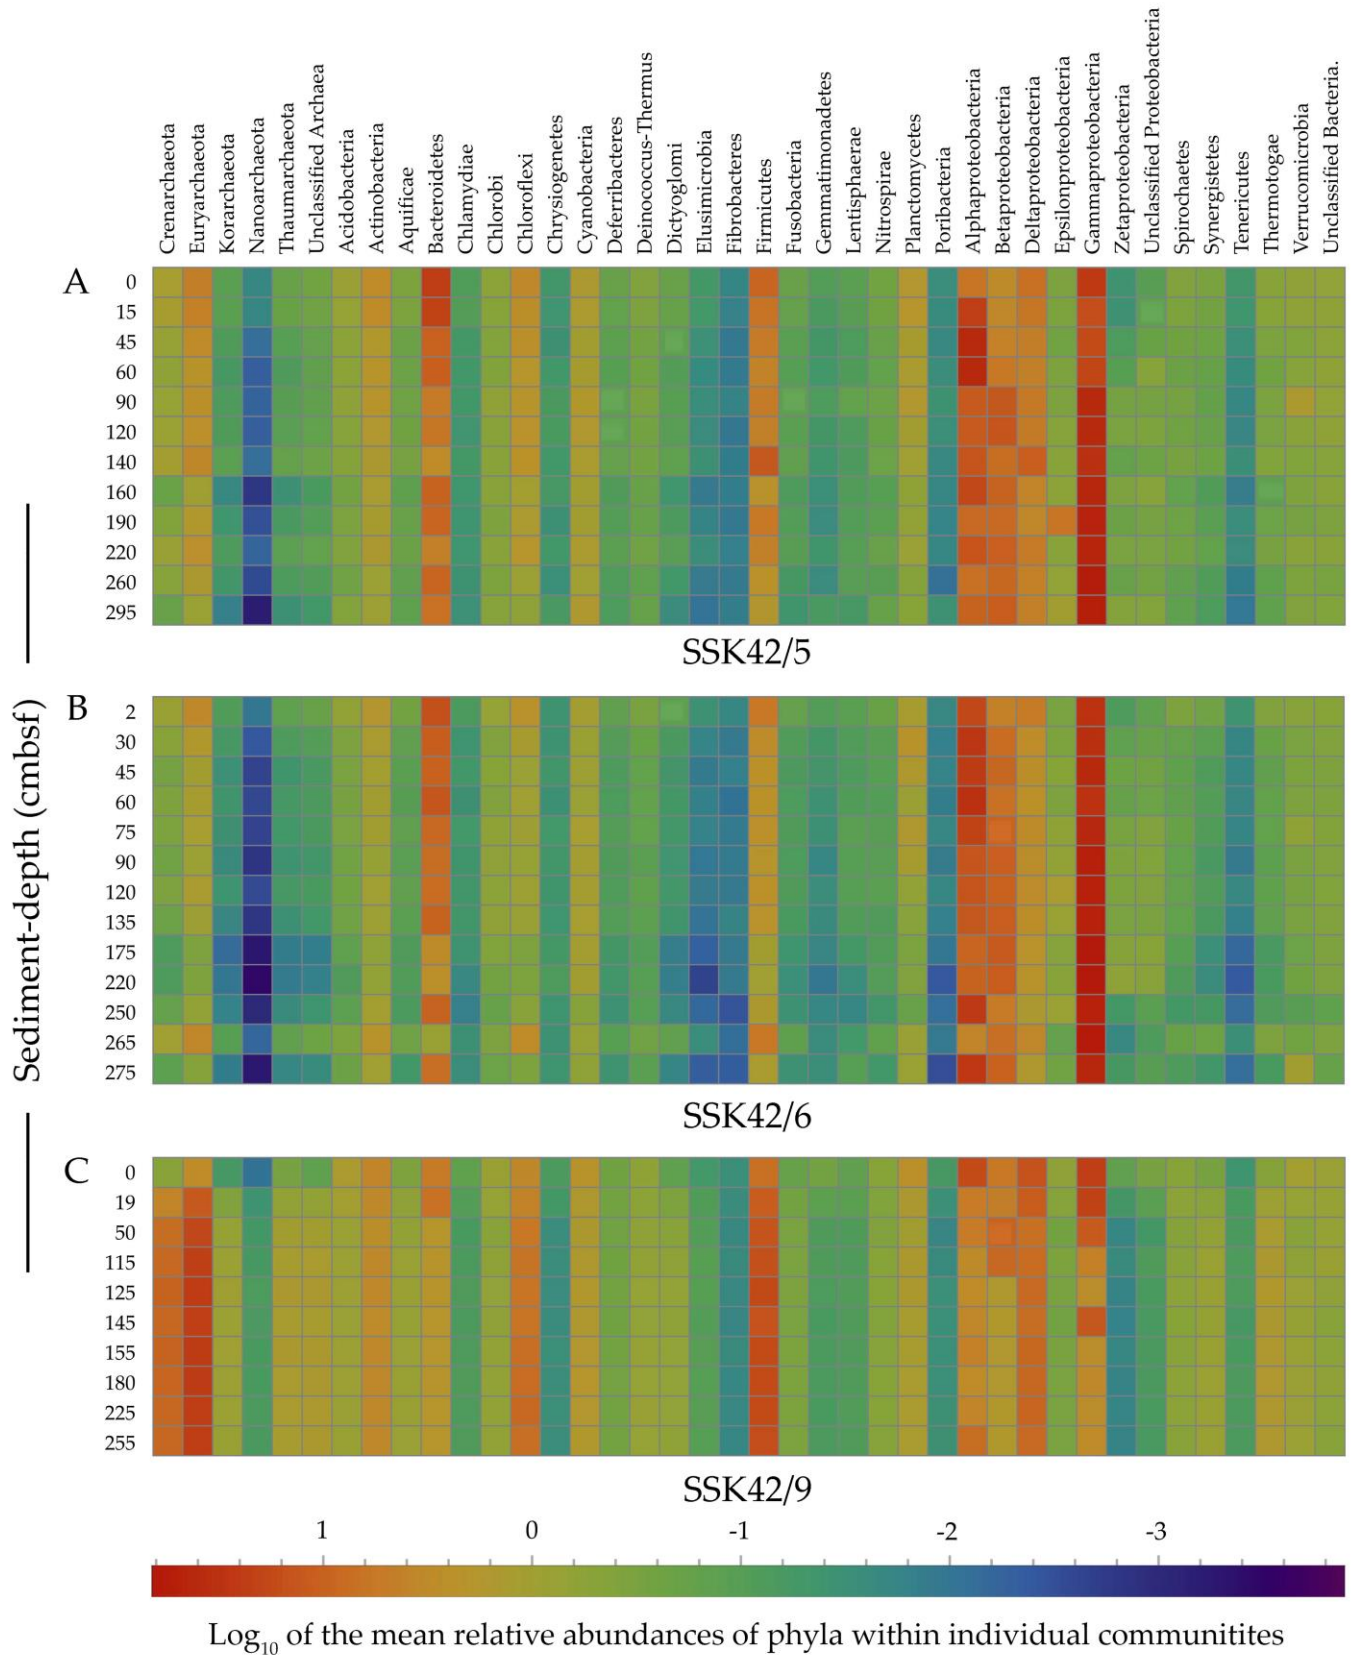 Crenarchaeota
Euryarchaeota
Korarchaeota
Nanoarchaeota
Thaumarchaeota
Unclassified Archaea
Acidobacteria
Actinobacteria
Aquificae
Bacteroidetes
Chlamydiae
Chlorobi
Chloroflexi
Chrysiogenetes
Cyanobacteria
Deferribacteres
Deinococcus-Thermus
Dictyoglomi
Elusimicrobia
Fibrobacteres
Firmicutes
Fusobacteria
Gemmatimonadetes
Lentisphaerae
Nitrospirae
Planctomycetes
Poribacteria
Alphaproteobacteria
Betaproteobacteria
Deltaproteobacteria
Epsilonproteobacteria
Gammaproteobacteria
Zetaproteobacteria
Unclassified Proteobacteria
Spirochaetes
Synergistetes
Tenericutes
Thermotogae
Verrucomicrobia
Unclassified Bacteria.
Sediment-depth (cmbsf)
A
0
15
45
60
90
120
140
160
190
220
260
295
SSK42/5
B
2
30
45
60
75
90
120
135
175
220
250
265
275
SSK42/6
C
0
19
50
115
125
145
155
180
225
255
SSK42/9
1 0 -1 -2 -3
Log10 of the mean relative abundances of phyla within individual communitites